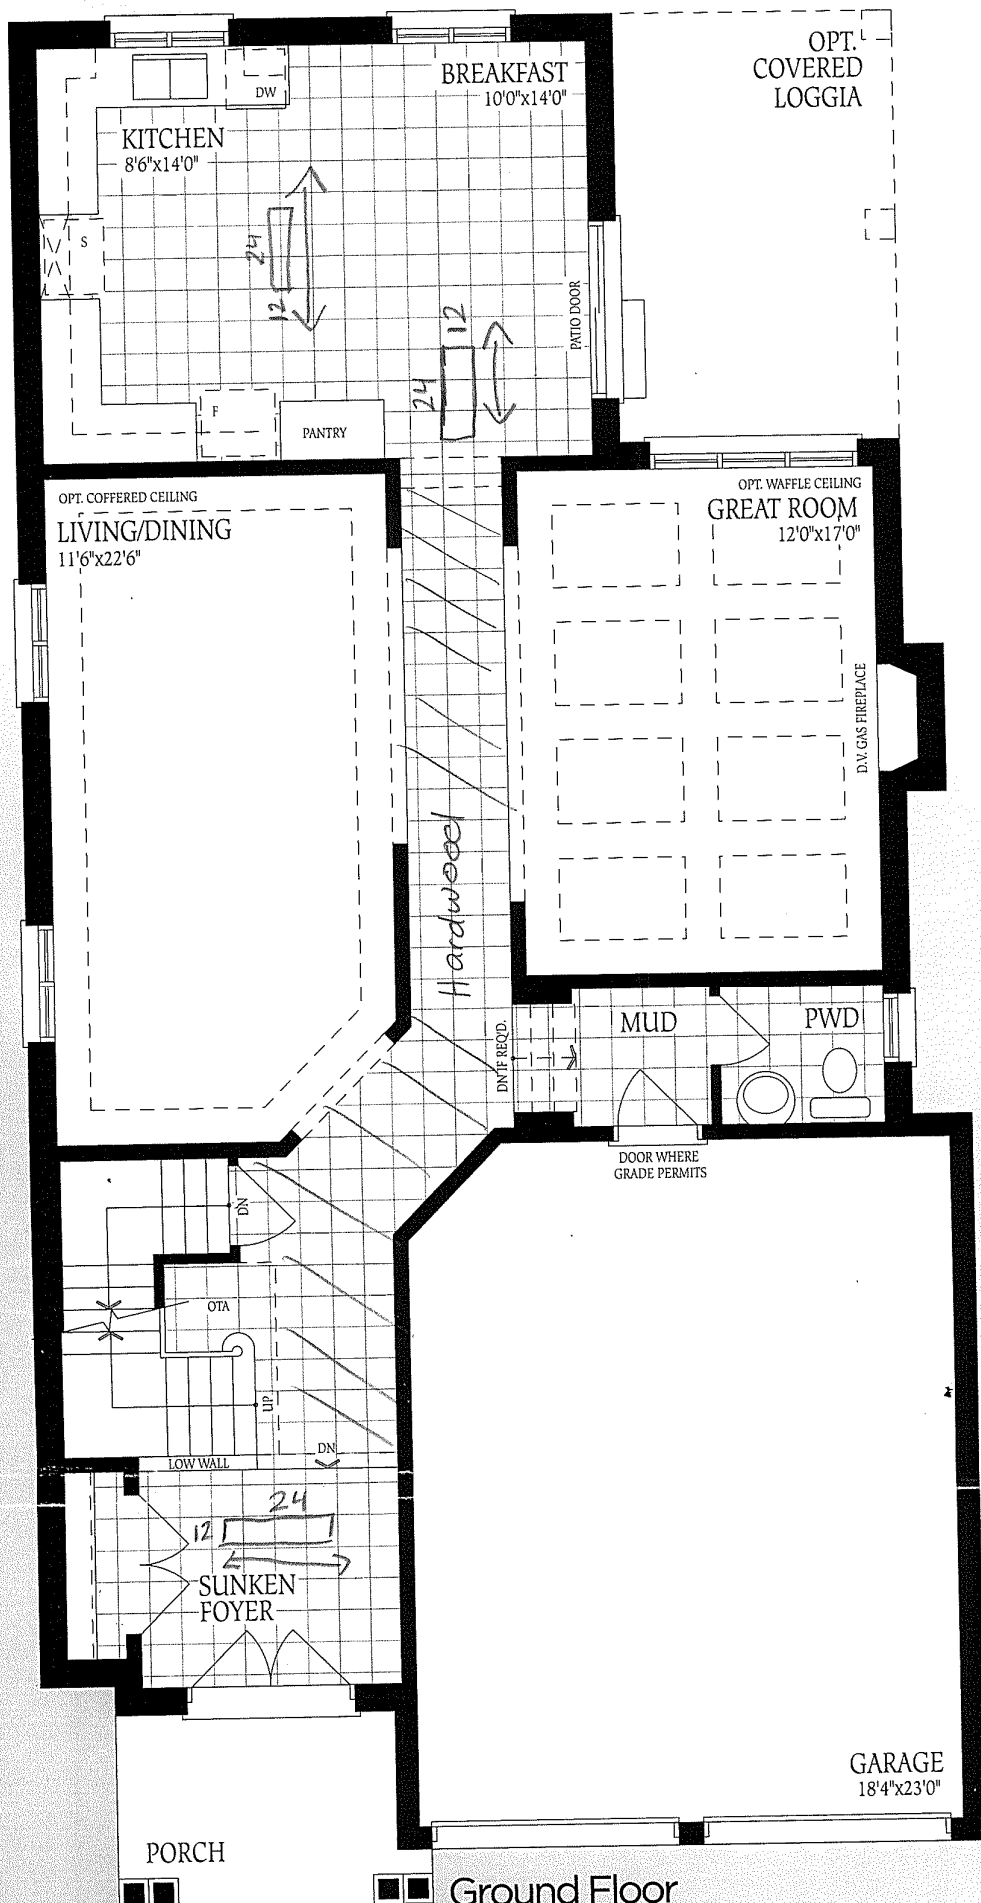 OPT.
COVERED
LOGGIA
BREAKFAST
10'0"x14'0"
DW
KITCHEN
8'6"x14'0"
S
24
12
12
24
PATIO DOOR
F
PANTRY
OPT. COFFERED CEILING
LIVING/DINING
11'6"x22'6"
OPT. WAFFLE CEILING
GREAT ROOM
12'0"x17'0"
D.V. GAS FIREPLACE
Hardwood
DN IF REQ'D.
MUD
PWD
DOOR WHERE
GRADE PERMITS
DN
OTA
UP
DN
LOW WALL
24
12
SUNKEN
FOYER
GARAGE
18'4"x23'0"
PORCH
Ground Floor